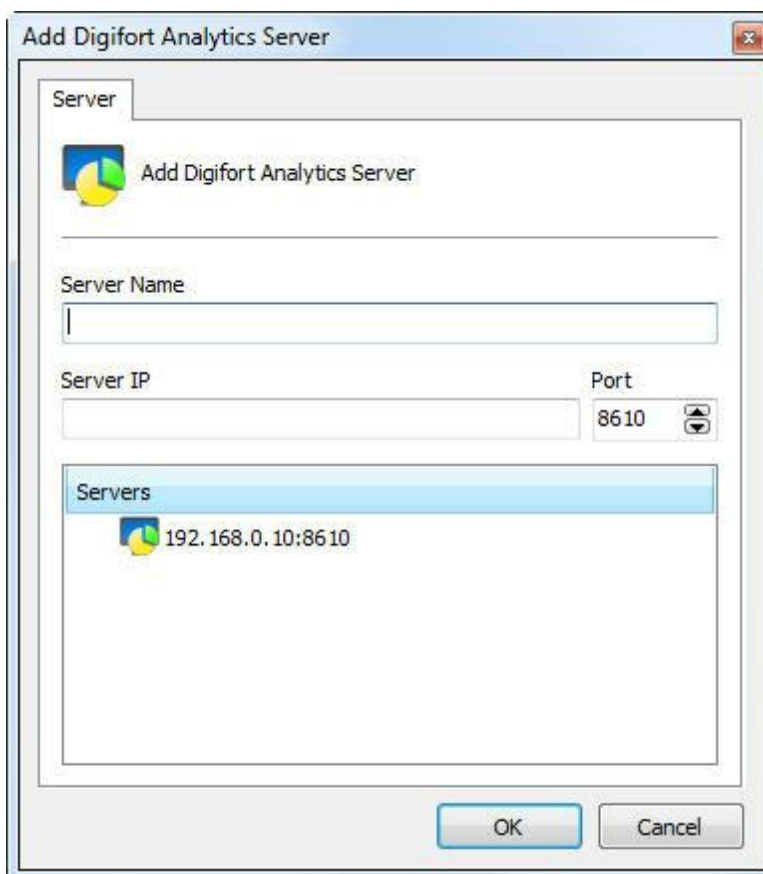 Add Digifort Analytics Server
Server
Add Digifort Analytics Server
Server Name
Server IP
Port
8610
Servers
192.168.0.10:8610
OK
Cancel